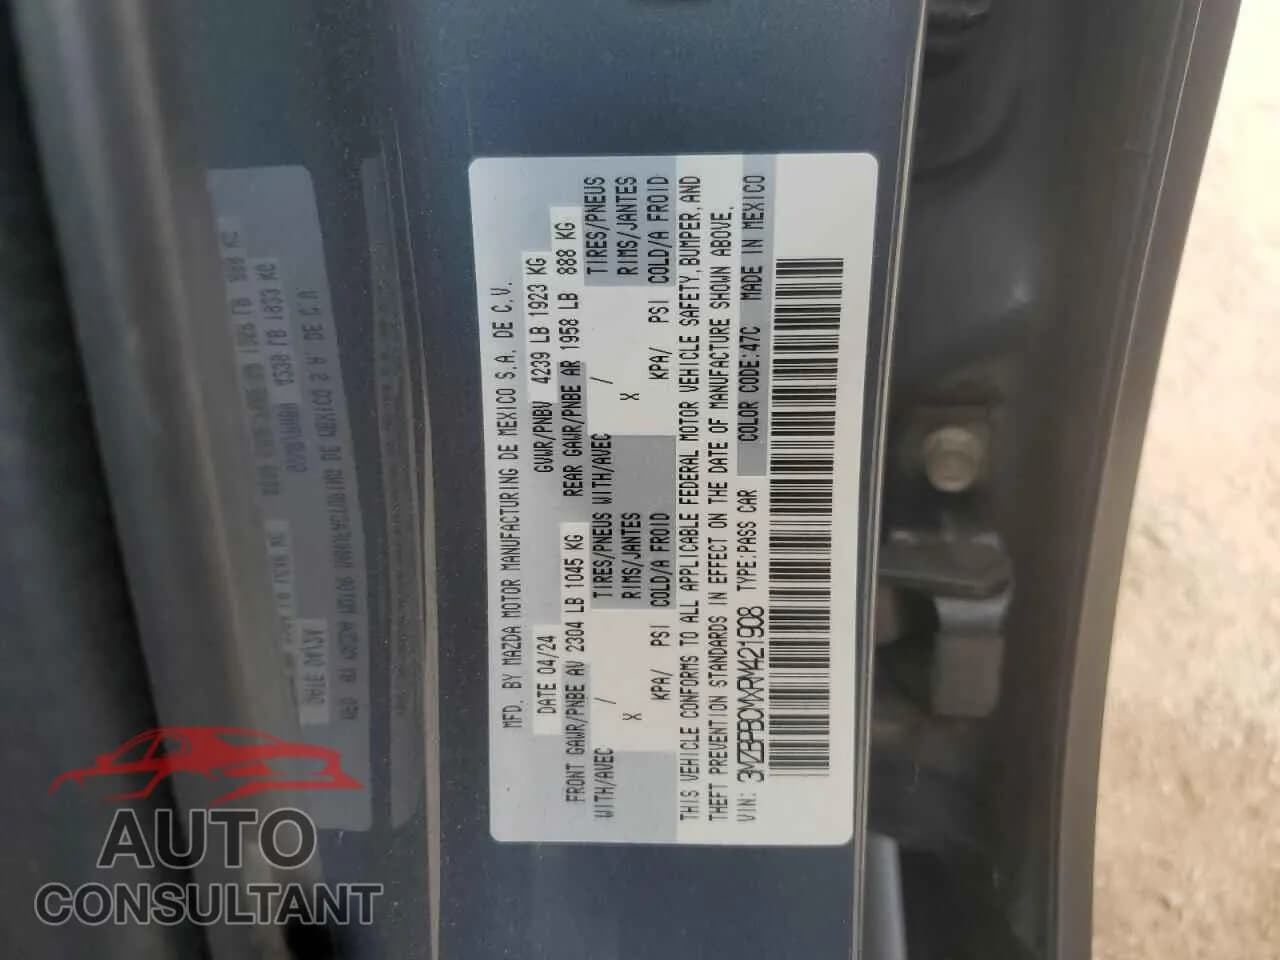 MFD. BY MAZDA MOTOR MANUFACTURING DE MEXICO S.A. DE C.V.
DATE 04/24 GVWR/PNBV 4239 LB 1923 KG
FRONT GAWR/PNBE AV 2304 LB 1045 KG REAR GAWR/PNBE AR 1958 LB 888 KG
WITH/AVEC / TIRES/PNEUS WITH/AVEC / TIRES/PNEUS
X RIMS/JANTES X RIMS/JANTES
KPA/ PSI COLD/A FROID KPA/ PSI COLD/A FROID
THIS VEHICLE CONFORMS TO ALL APPLICABLE FEDERAL MOTOR VEHICLE SAFETY, BUMPER, AND
THEFT PREVENTION STANDARDS IN EFFECT ON THE DATE OF MANUFACTURE SHOWN ABOVE.
VIN: 3MZBPBCMXRM421908 TYPE: PASS CAR COLOR CODE: 47C MADE IN MEXICO
AUTO
CONSULTANT